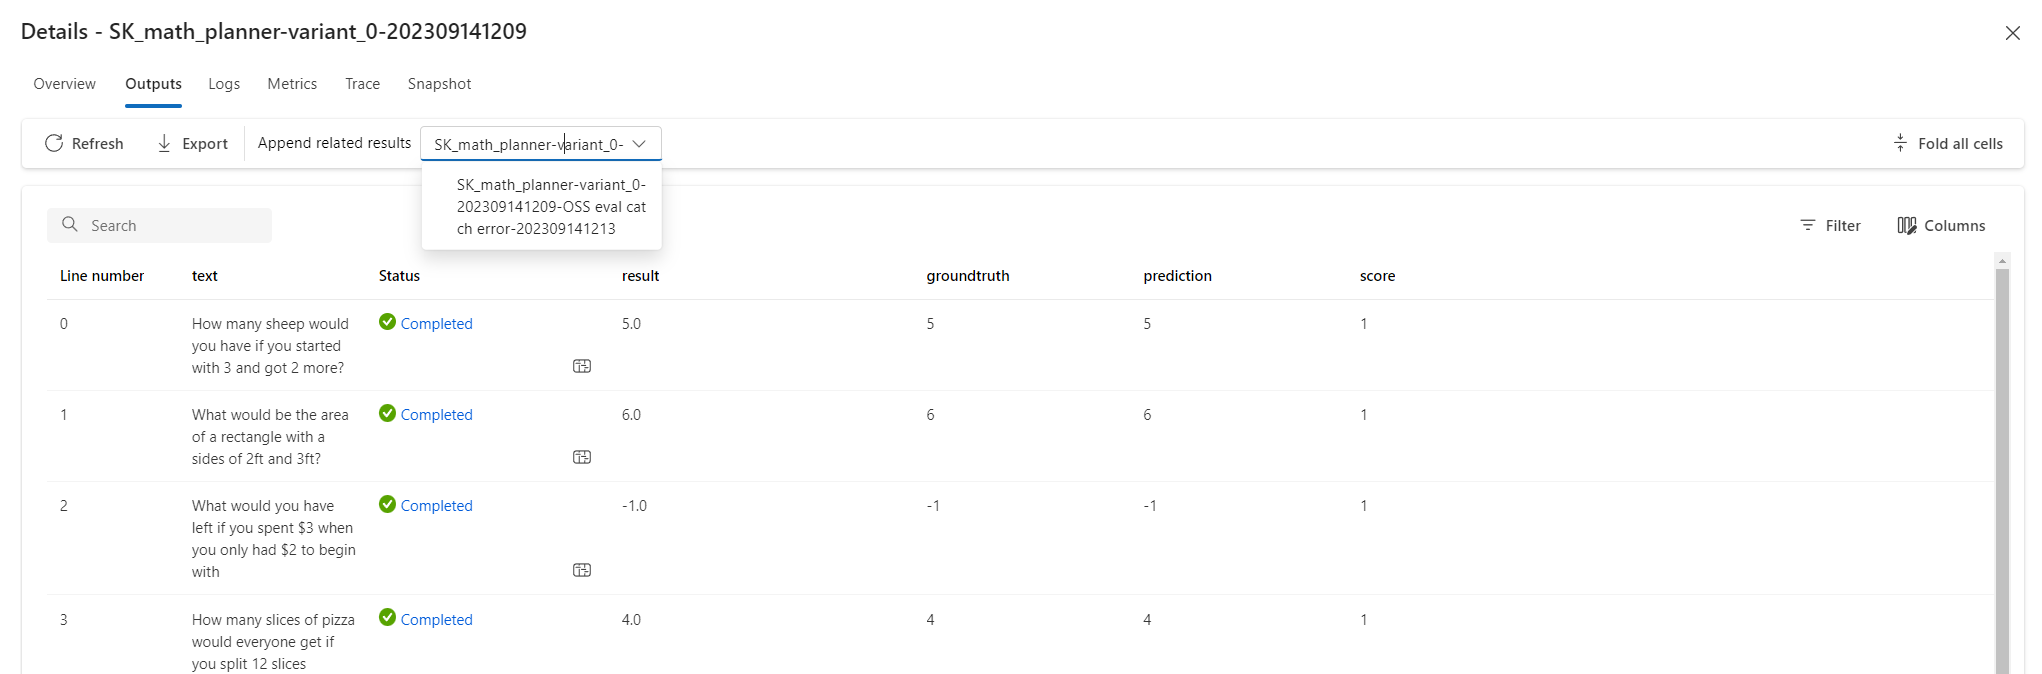 Details - SK_math_planner-variant_0-202309141209
Overview Outputs Logs Metrics Trace Snapshot
Refresh Export Append related results SK_math_planner-variant_0- Fold all cells
SK_math_planner-variant_0-
202309141209-OSS eval cat
ch error-202309141213
Search Filter Columns
Line number text Status result groundtruth prediction score
0 How many sheep would Completed 5.0 5 5 1
you have if you started
with 3 and got 2 more?
1 What would be the area Completed 6.0 6 6 1
of a rectangle with a
sides of 2ft and 3ft?
2 What would you have Completed -1.0 -1 -1 1
left if you spent $3 when
you only had $2 to begin
with
3 How many slices of pizza Completed 4.0 4 4 1
would everyone get if
you split 12 slices